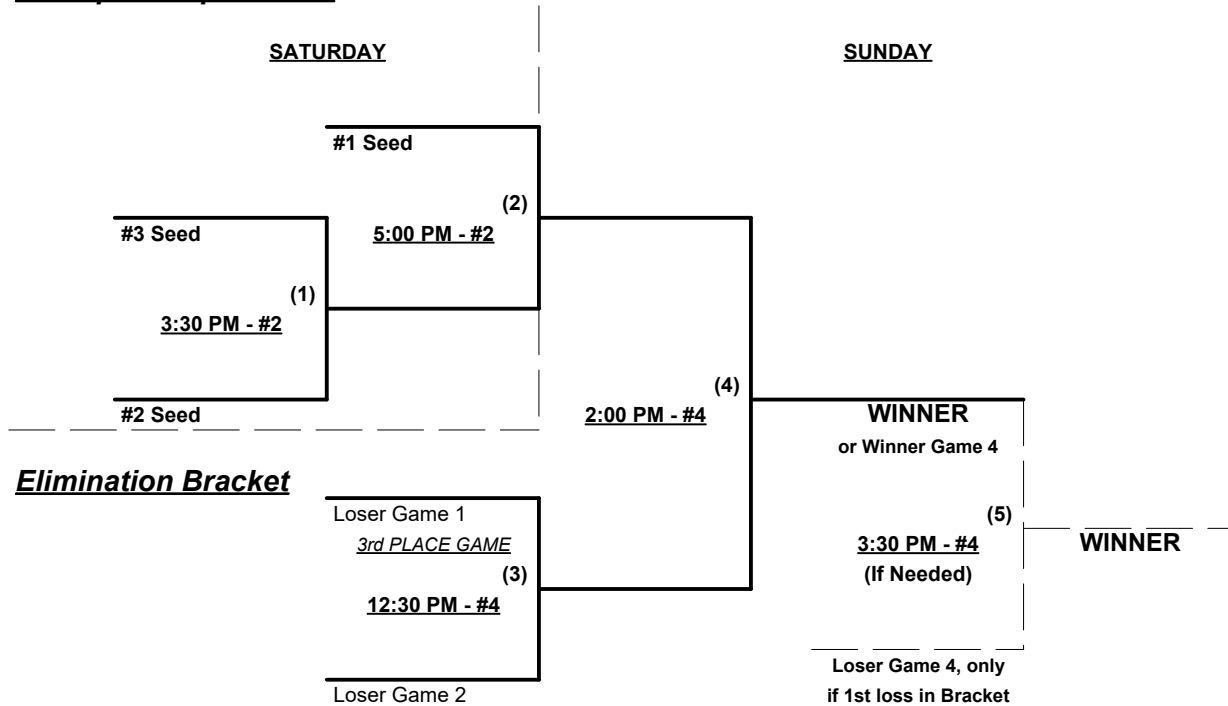 SATURDAY
SUNDAY
#1 Seed
(2)
5:00 PM - #2
#3 Seed
(1)
3:30 PM - #2
#2 Seed
(4)
2:00 PM - #4
WINNER
or Winner Game 4
Elimination Bracket
Loser Game 1
3rd PLACE GAME
(3)
12:30 PM - #4
Loser Game 2
(5)
3:30 PM - #4
(If Needed)
WINNER
Loser Game 4, only
if 1st loss in Bracket